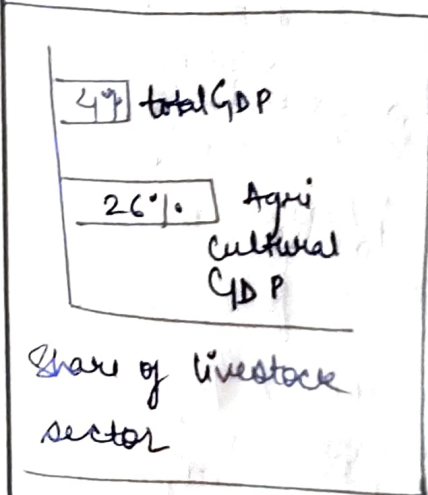 4% total GDP
26% Agri
cultural
GDP
Share of livestock
sector